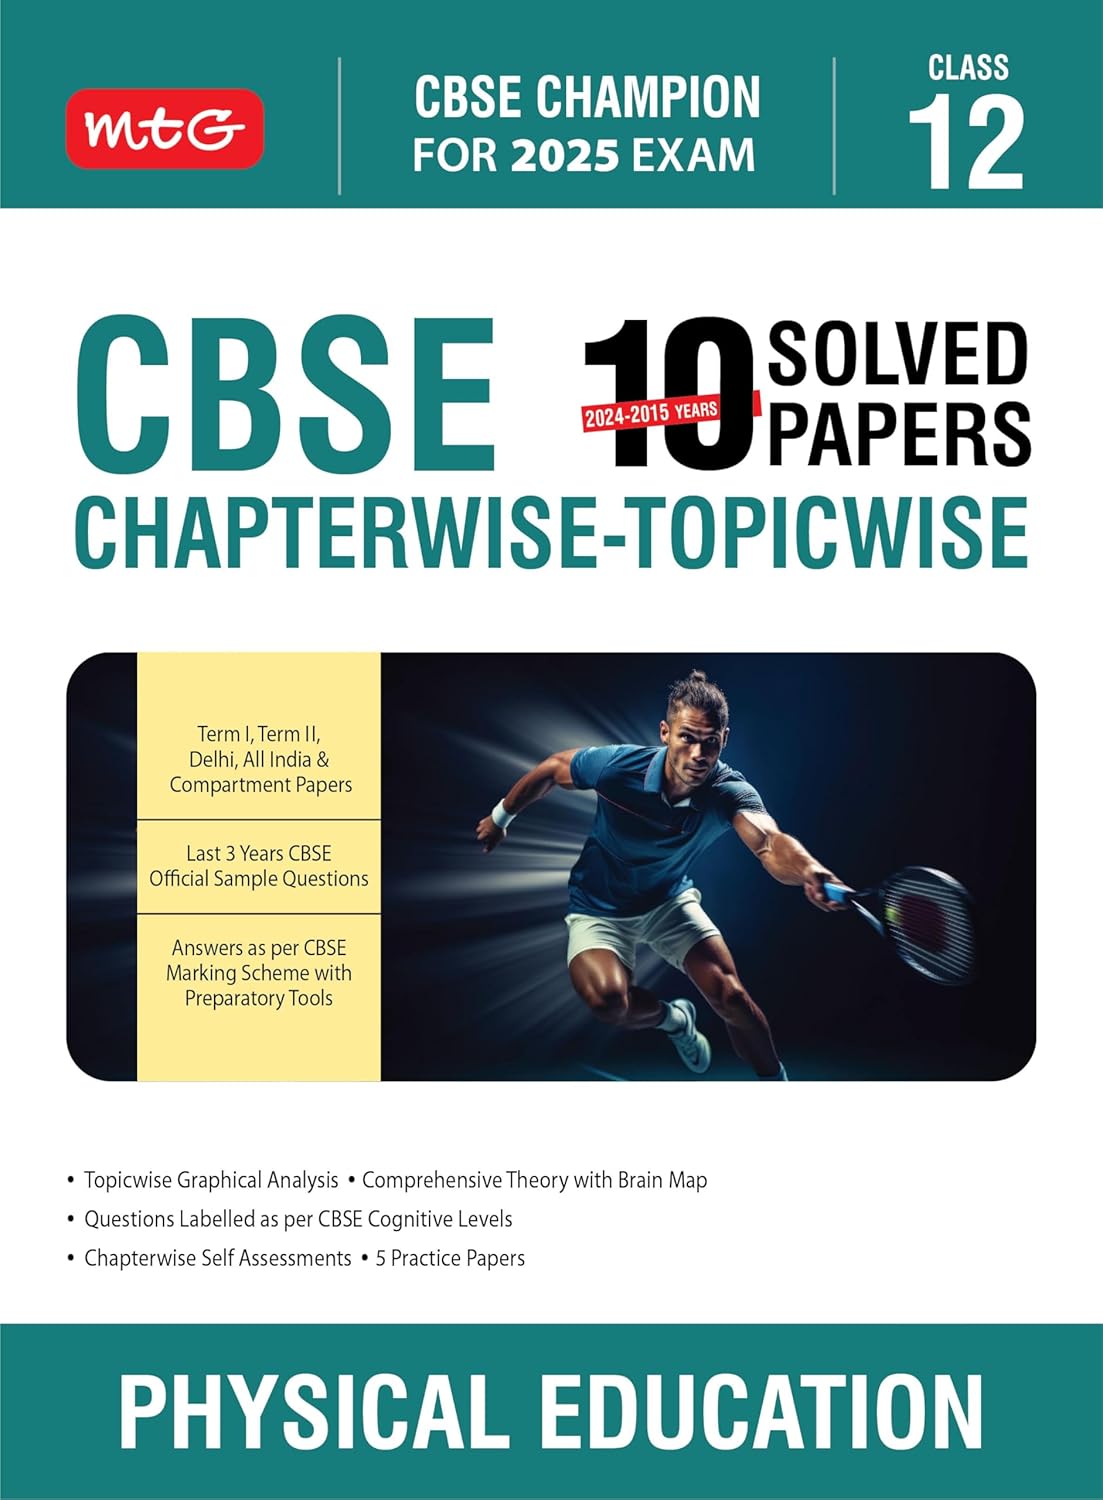 mtG
CBSE CHAMPION
FOR 2025 EXAM
CLASS
12
CBSE
10
2024-2015 YEARS
SOLVED
PAPERS
CHAPTERWISE-TOPICWISE
Term I, Term II,
Delhi, All India &
Compartment Papers
Last 3 Years CBSE
Official Sample Questions
Answers as per CBSE
Marking Scheme with
Preparatory Tools
• Topicwise Graphical Analysis • Comprehensive Theory with Brain Map
• Questions Labelled as per CBSE Cognitive Levels
• Chapterwise Self Assessments • 5 Practice Papers
PHYSICAL EDUCATION